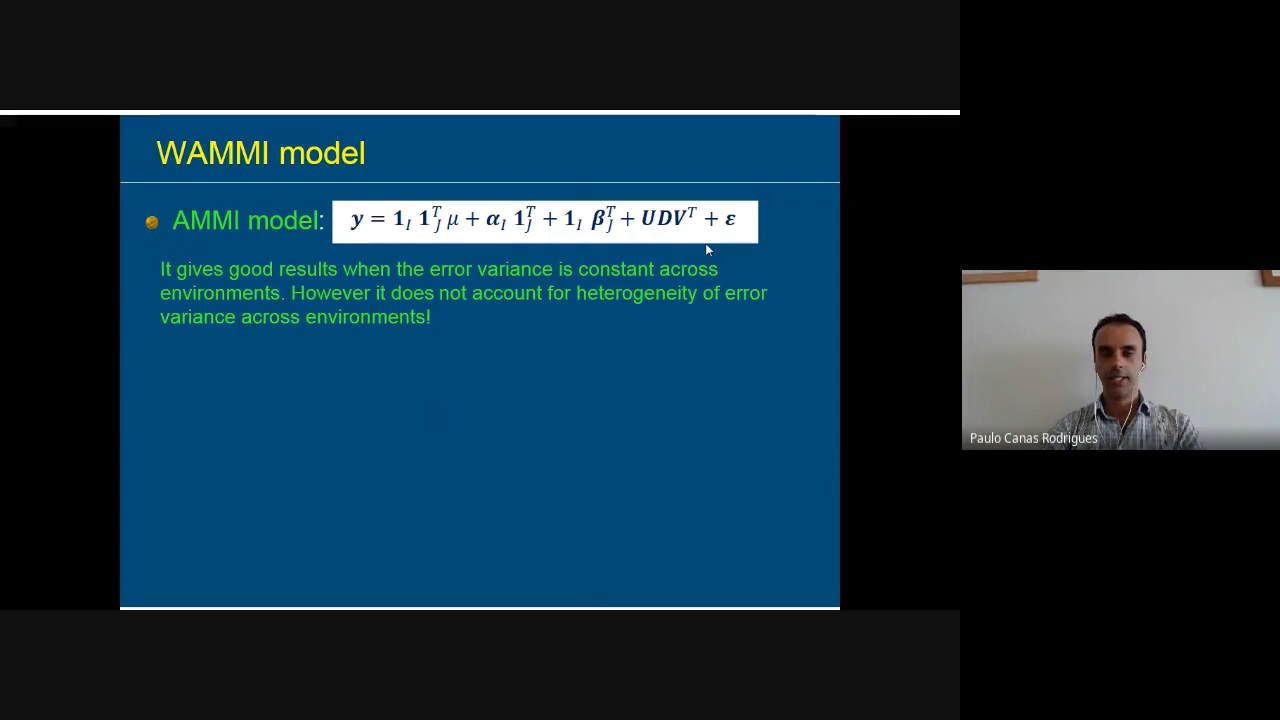 WAMMI model
AMMI model: 𝒚 = 𝟏_I 𝟏_J^T μ + 𝜶_I 𝟏_J^T + 𝟏_I 𝜷_J^T + 𝑼𝑫𝑽^T + 𝜺
It gives good results when the error variance is constant across
environments. However it does not account for heterogeneity of error
variance across environments!
Paulo Canas Rodrigues